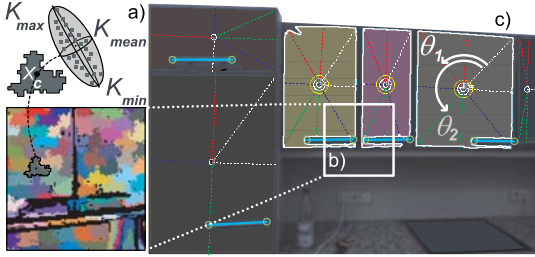 K max
K mean
K min
X c
a)
b)
c)
θ1
θ2